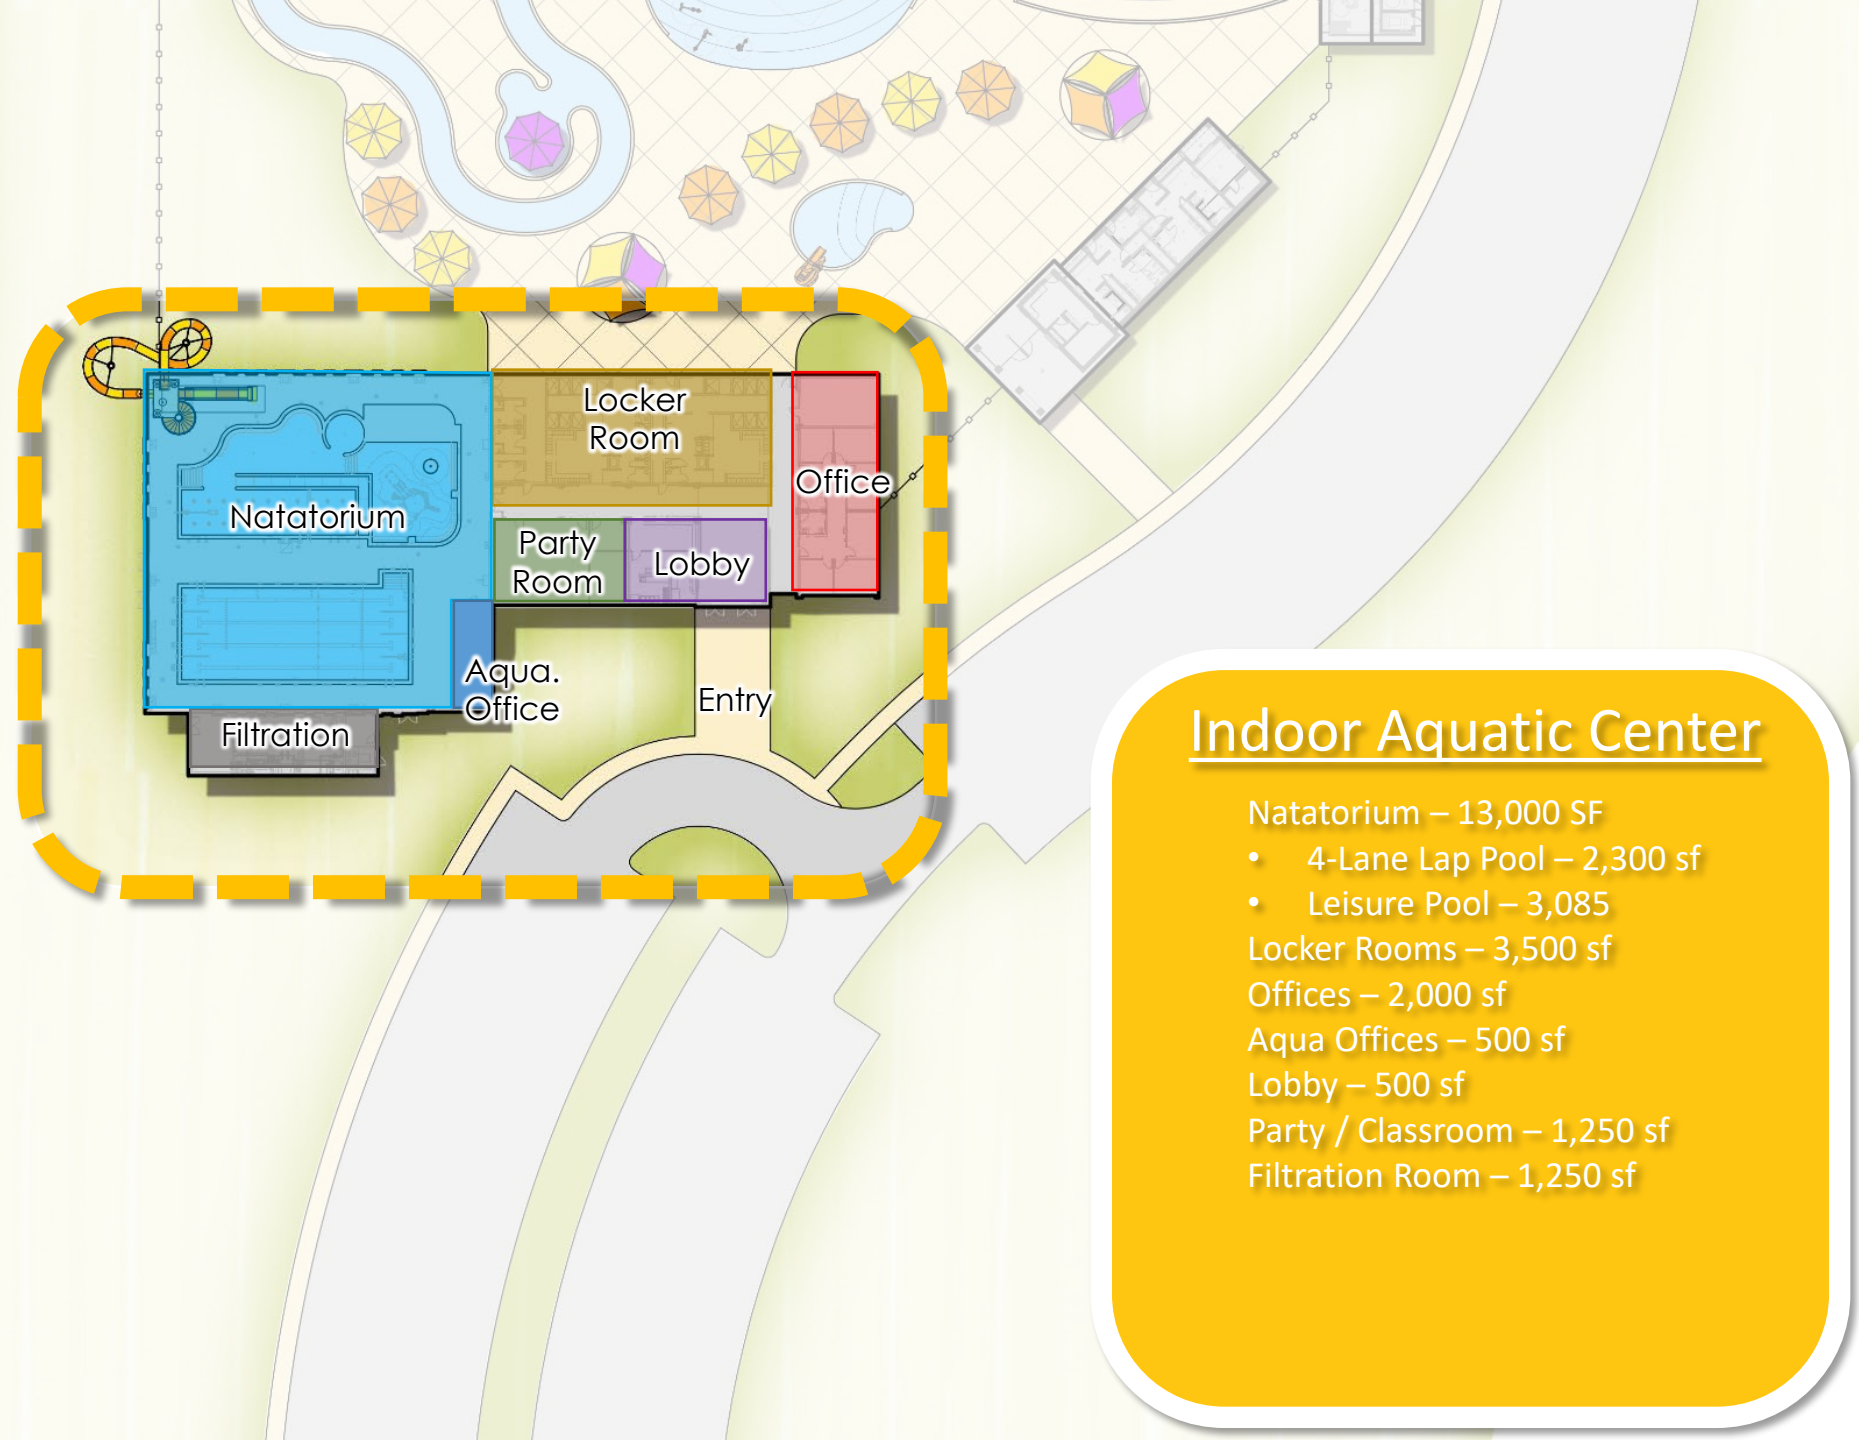 Locker
Room
Office
Natatorium
Party
Room
Lobby
Aqua.
Office
Entry
Filtration
Indoor Aquatic Center
Natatorium – 13,000 SF
• 4-Lane Lap Pool – 2,300 sf
• Leisure Pool – 3,085
Locker Rooms – 3,500 sf
Offices – 2,000 sf
Aqua Offices – 500 sf
Lobby – 500 sf
Party / Classroom – 1,250 sf
Filtration Room – 1,250 sf